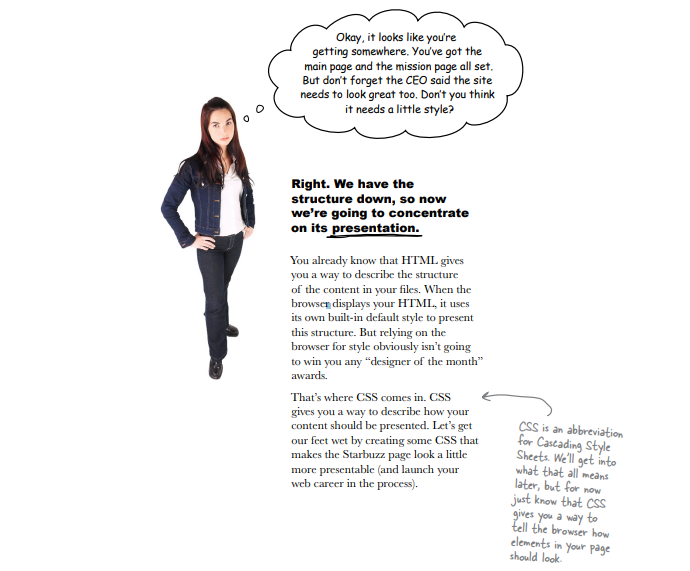 Okay, it looks like you're
getting somewhere. You've got the
main page and the mission page all set.
But don't forget the CEO said the site
needs to look great too. Don't you think
it needs a little style?
Right. We have the
structure down, so now
we're going to concentrate
on its presentation.
You already know that HTML gives
you a way to describe the structure
of the content in your files. When the
browser displays your HTML, it uses
its own built-in default style to present
this structure. But relying on the
browser for style obviously isn't going
to win you any “designer of the month”
awards.
That's where CSS comes in. CSS
gives you a way to describe how your
content should be presented. Let's get
our feet wet by creating some CSS that
makes the Starbuzz page look a little
more presentable (and launch your
web career in the process).
CSS is an abbreviation
for Cascading Style
Sheets. We'll get into
what that all means
later, but for now
just know that CSS
gives you a way to
tell the browser how
elements in your page
should look.